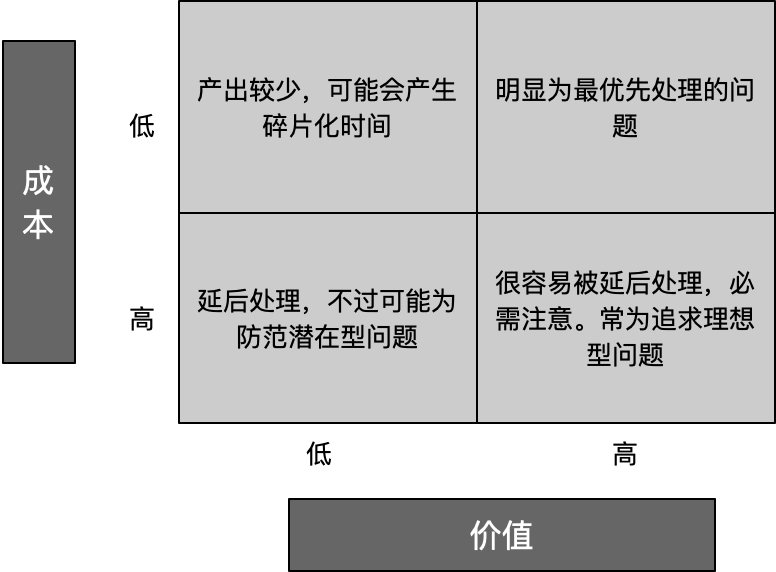 产出较少，可能会产生
碎片化时间
明显为最优先处理的问
题
低
成
本
延后处理，不过可能为
防范潜在型问题
很容易被延后处理，必
需注意。常为追求理想
型问题
高
低
高
价值